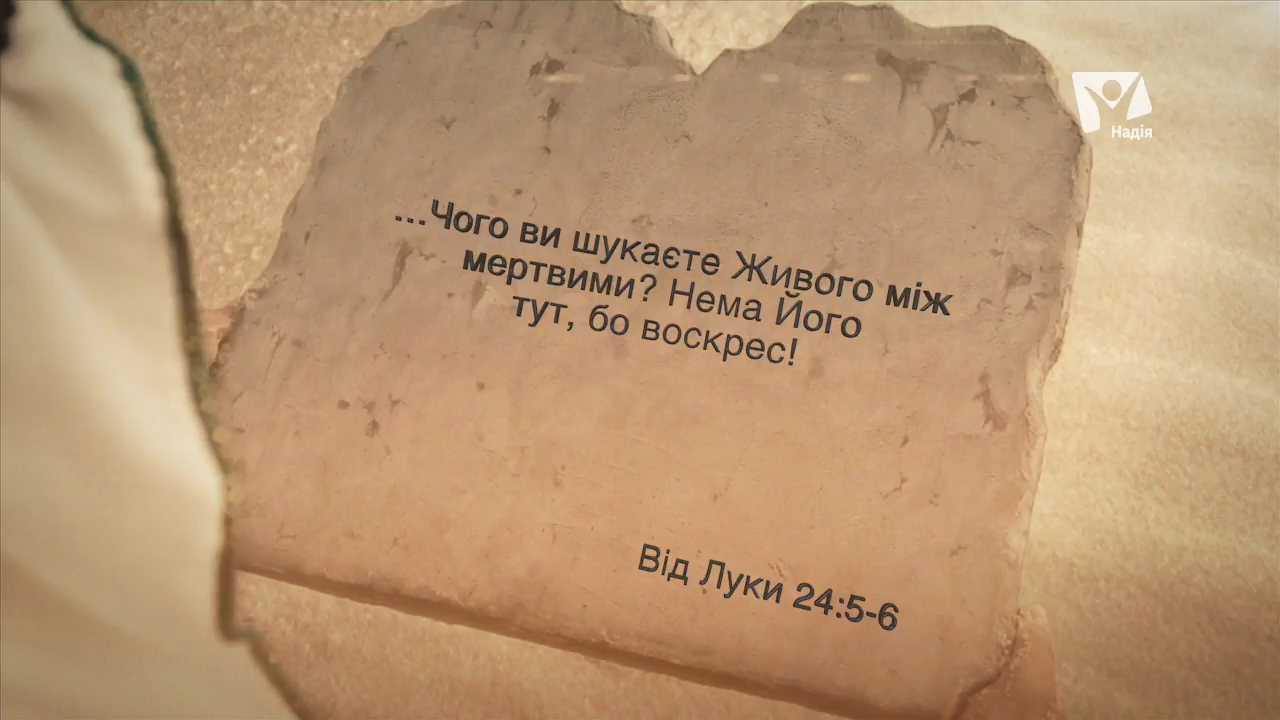 Надія
...Чого ви шукаєте Живого між
мертвими? Нема Його
тут, бо воскрес!
Від Луки 24:5-6